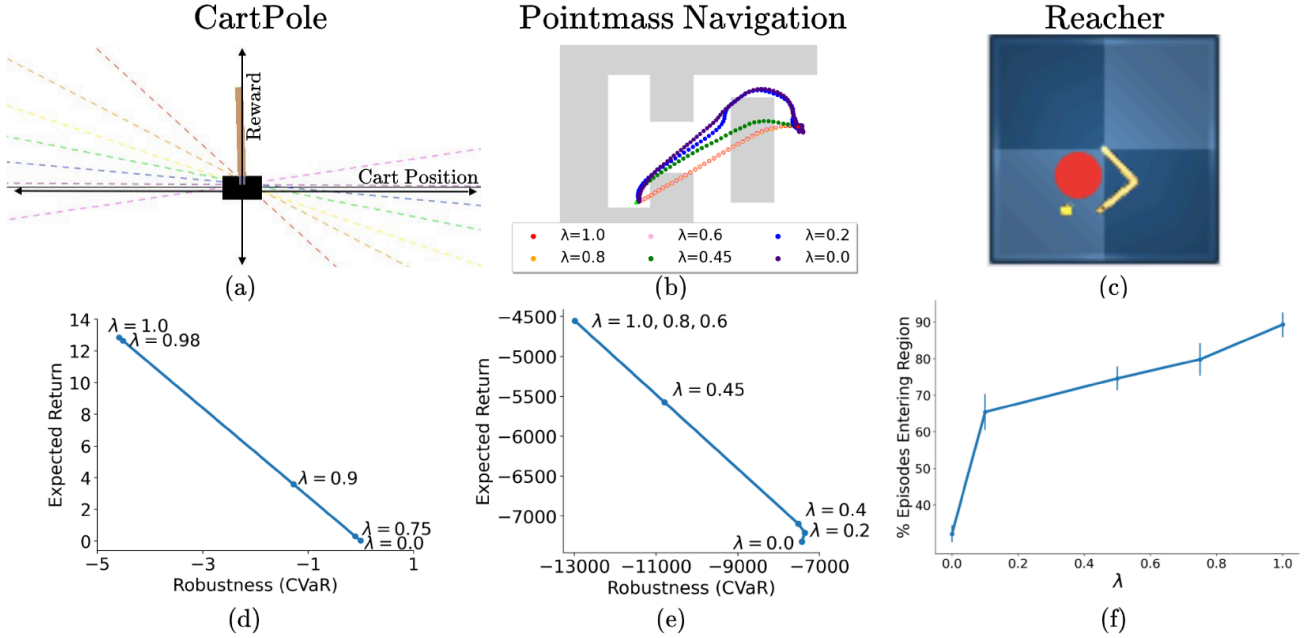 CartPole
Pointmass Navigation
Reacher
Reward
Cart Position
λ=1.0 λ=0.6 λ=0.2
λ=0.8 λ=0.45 λ=0.0
(a)
(b)
(c)
Expected Return
14
12
10
8
6
4
2
0
λ = 1.0
λ = 0.98
λ = 0.9
λ = 0.75
λ = 0.0
−5 −3 −1 1
Robustness (CVaR)
(d)
Expected Return
−4500
−5000
−5500
−6000
−6500
−7000
λ = 1.0, 0.8, 0.6
λ = 0.45
λ = 0.4
λ = 0.2
λ = 0.0
−13000 −11000 −9000 −7000
Robustness (CVaR)
(e)
% Episodes Entering Region
90
80
70
60
50
40
0.0 0.2 0.4 0.6 0.8 1.0
λ
(f)